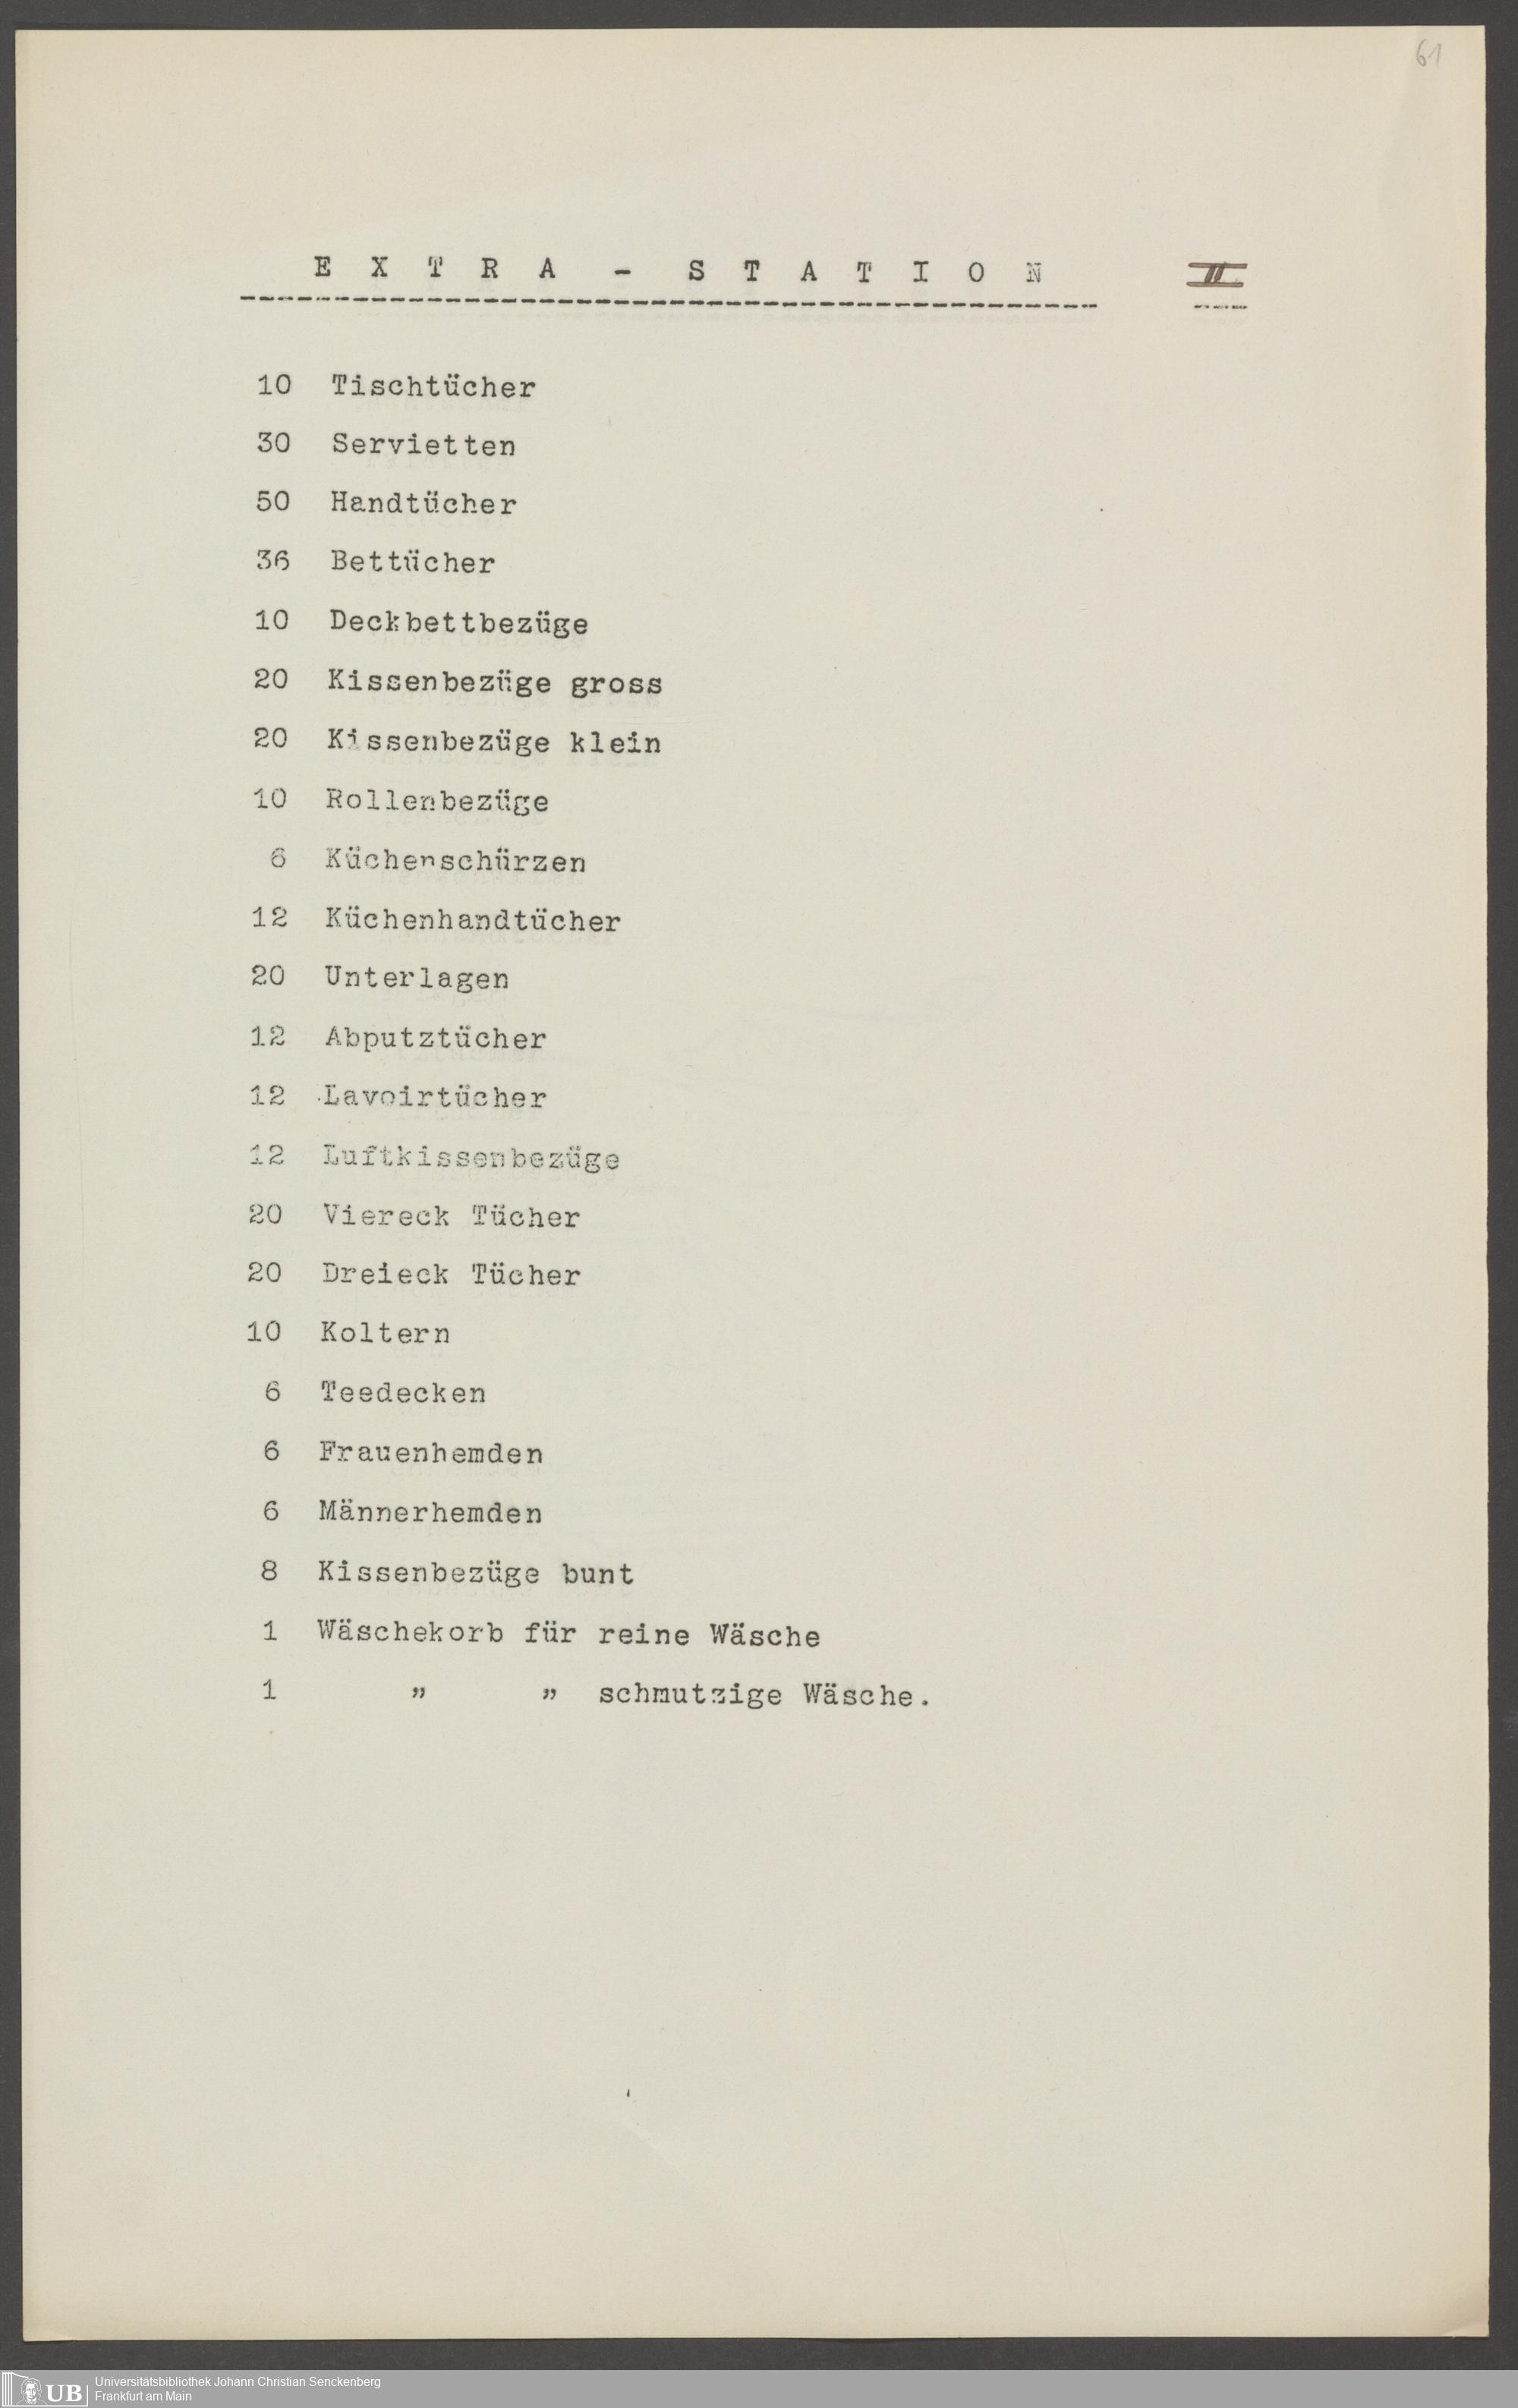 61
E X T R A - S T A T I O N II
10 Tischtücher
30 Servietten
50 Handtücher
36 Bettücher
10 Deckbettbezüge
20 Kissenbezüge gross
20 Kissenbezüge klein
10 Rollenbezüge
6 Küchenschürzen
12 Küchenhandtücher
20 Unterlagen
12 Abputztücher
12 Lavoirtücher
12 Luftkissenbezüge
20 Viereck Tücher
20 Dreieck Tücher
10 Koltern
6 Teedecken
6 Frauenhemden
6 Männerhemden
8 Kissenbezüge bunt
1 Wäschekorb für reine Wäsche
1 " " schmutzige Wäsche.
UB Universitätsbibliothek Johann Christian Senckenberg
Frankfurt am Main